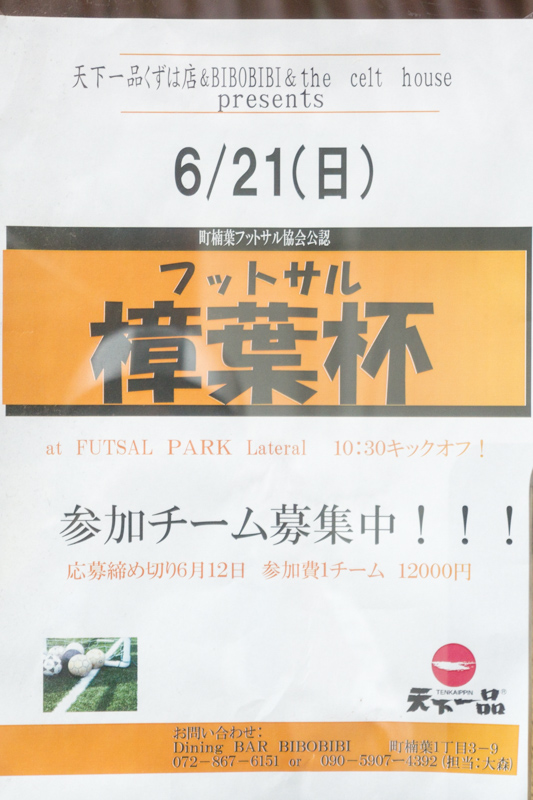 天下一品くずは店&BIBOBIBI&the celt house
presents
6/21(日)
町楠葉フットサル協会公認
フットサル
樟葉杯
at FUTSAL PARK Lateral 10:30キックオフ!
参加チーム募集中!!!
応募締め切り6月12日 参加費1チーム 12000円
TENKAIPPIN
天下一品®
お問い合わせ:
Dining BAR BIBOBIBI 町楠葉1丁目3-9
072-867-6151 or 090-5907-4392(担当:大森)